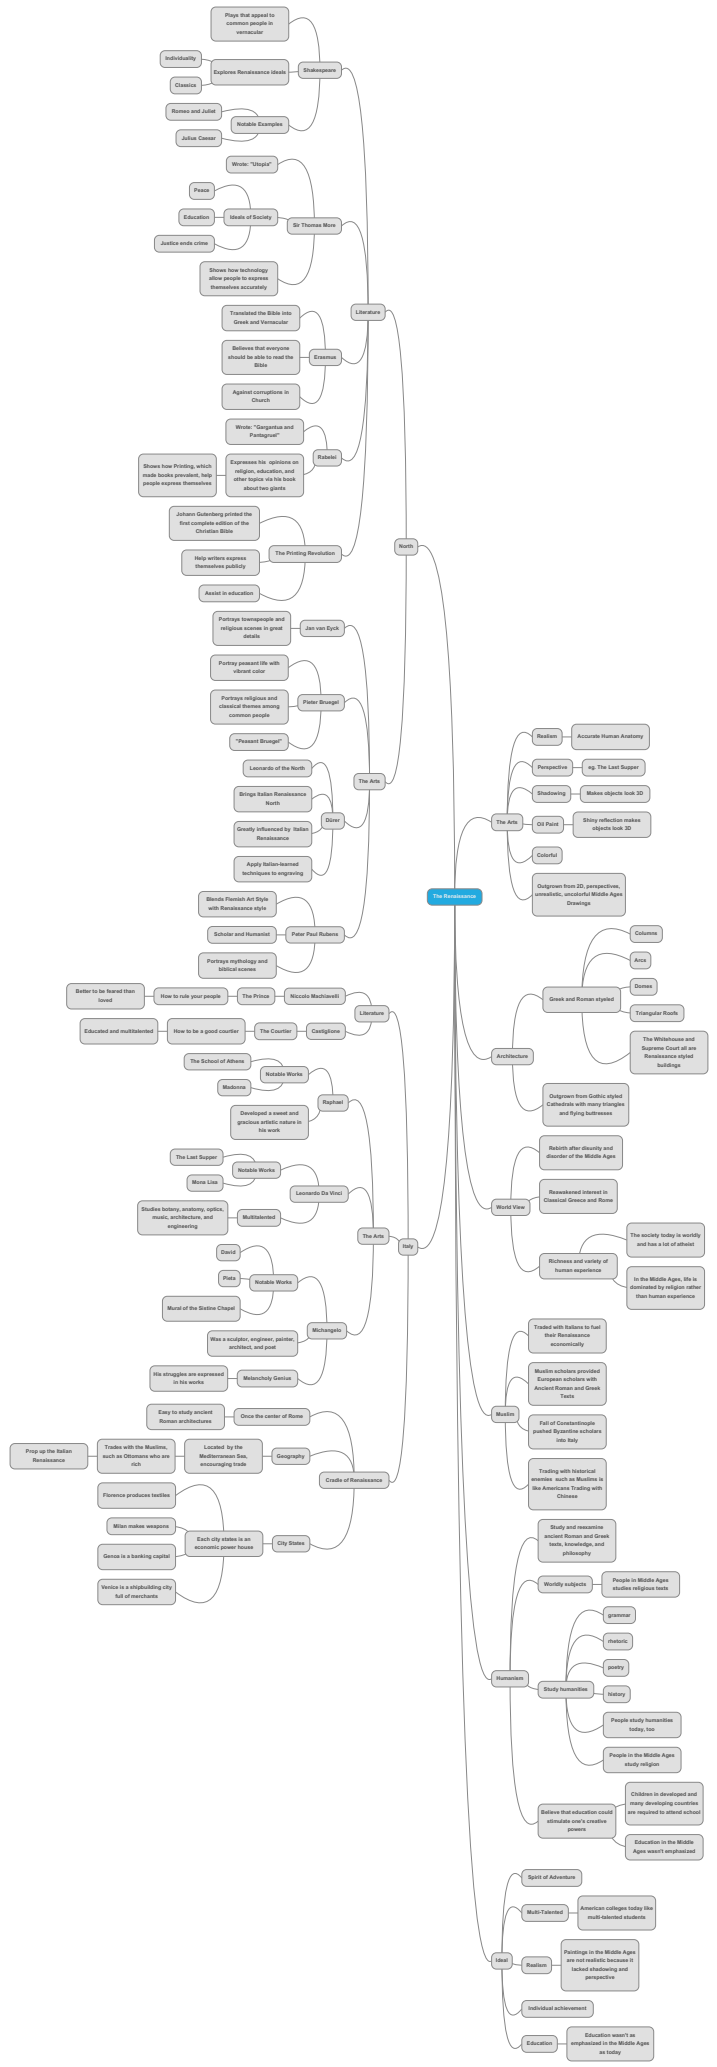 Plays that appeal to
common people in
vernacular
Individuality
Explores Renaissance Ideals
Shakespeare
Classics
Romeo and Juliet
Notable Examples
Julius Caesar
Wrote: "Utopia"
Peace
Education
Ideals of Society
Sir Thomas More
Justice ends crime
Shows how technology
allow people to express
themselves accurately
Literature
Translated the Bible into
Greek and Vernacular
Believes that everyone
should be able to read the
Bible
Erasmus
Against corruptions in
Church
Wrote: "Gargantua and
Pantagruel"
Rabelai
Shows how Printing, which
made books prevalent, help
people express themselves
Expresses his opinions on
religion, education, and
other topics via his book
about two giants
Johann Gutenberg printed the
first complete edition of the
Christian Bible
North
The Printing Revolution
Help writers express
themselves publicly
Assist in education
Portrays townspeople and
religious scenes in great
details
Jan van Eyck
Portray peasant life with
vibrant color
Portrays religious and
classical themes among
common people
Pieter Bruegel
"Peasant Bruegel"
The Arts
Leonardo of the North
Brings Italian Renaissance
North
Dürer
Greatly influenced by Italian
Renaissance
Apply Italian-learned
techniques to engraving
Blends Flemish Art Style
with Renaissance style
Scholar and Humanist
Peter Paul Rubens
Portrays mythology and
biblical scenes
Better to be feared than
loved
How to rule your people
The Prince
Niccolo Machiavelli
Literature
Educated and multitalented
How to be a good courtier
The Courtier
Castiglione
The School of Athens
Notable Works
Madonna
Raphael
Developed a sweet and
gracious artistic nature in
his work
The Last Supper
Notable Works
Mona Lisa
Leonardo Da Vinci
Studies botany, anatomy, optics,
music, architecture, and
engineering
Multitalented
The Arts
Italy
David
Pieta
Notable Works
Mural of the Sistine Chapel
Michangelo
Was a sculptor, engineer, painter,
architect, and poet
His struggles are expressed
in his works
Melancholy Genius
Easy to study ancient
Roman architectures
Once the center of Rome
Prop up the Italian
Renaissance
Trades with the Muslims,
such as Ottomans who are
rich
Located by the
Mediterranean Sea,
encouraging trade
Geography
Cradle of Renaissance
Florence produces textiles
Milan makes weapons
Each city states is an
economic power house
City States
Genoa is a banking capital
Venice is a shipbuilding city
full of merchants
The Renaissance
Realism
Accurate Human Anatomy
Perspective
eg. The Last Supper
Shadowing
Makes objects look 3D
The Arts
Oil Paint
Shiny reflection makes
objects look 3D
Colorful
Outgrown from 2D, perspectives,
unrealistic, uncolorful Middle Ages
Drawings
Columns
Arcs
Domes
Greek and Roman styeled
Triangular Roofs
The Whitehouse and
Supreme Court all are
Renaissance styled
buildings
Architecture
Outgrown from Gothic styled
Cathedrals with many triangles
and flying buttresses
Rebirth after disunity and
disorder of the Middle Ages
Reawakened interest in
Classical Greece and Rome
World View
Richness and variety of
human experience
The society today is worldly
and has a lot of atheist
In the Middle Ages, life is
dominated by religion rather
than human experience
Traded with Italians to fuel
their Renaissance
economically
Muslim scholars provided
European scholars with
Ancient Roman and Greek
Texts
Muslim
Fall of Constantinople
pushed Byzantine scholars
into Italy
Trading with historical
enemies such as Muslims is
like Americans Trading with
Chinese
Study and reexamine
ancient Roman and Greek
texts, knowledge, and
philosophy
Worldly subjects
People in Middle Ages
studies religious texts
Humanism
grammar
rhetoric
poetry
Study humanities
history
People study humanities
today, too
People in the Middle Ages
study religion
Believe that education could
stimulate one's creative
powers
Children in developed and
many developing countries
are required to attend school
Education in the Middle
Ages wasn't emphasized
Spirit of Adventure
Multi-Talented
American colleges today like
multi-talented students
Ideal
Realism
Paintings in the Middle Ages
are not realistic because it
lacked shadowing and
perspective
Individual achievement
Education
Education wasn't as
emphasized in the Middle Ages
as today